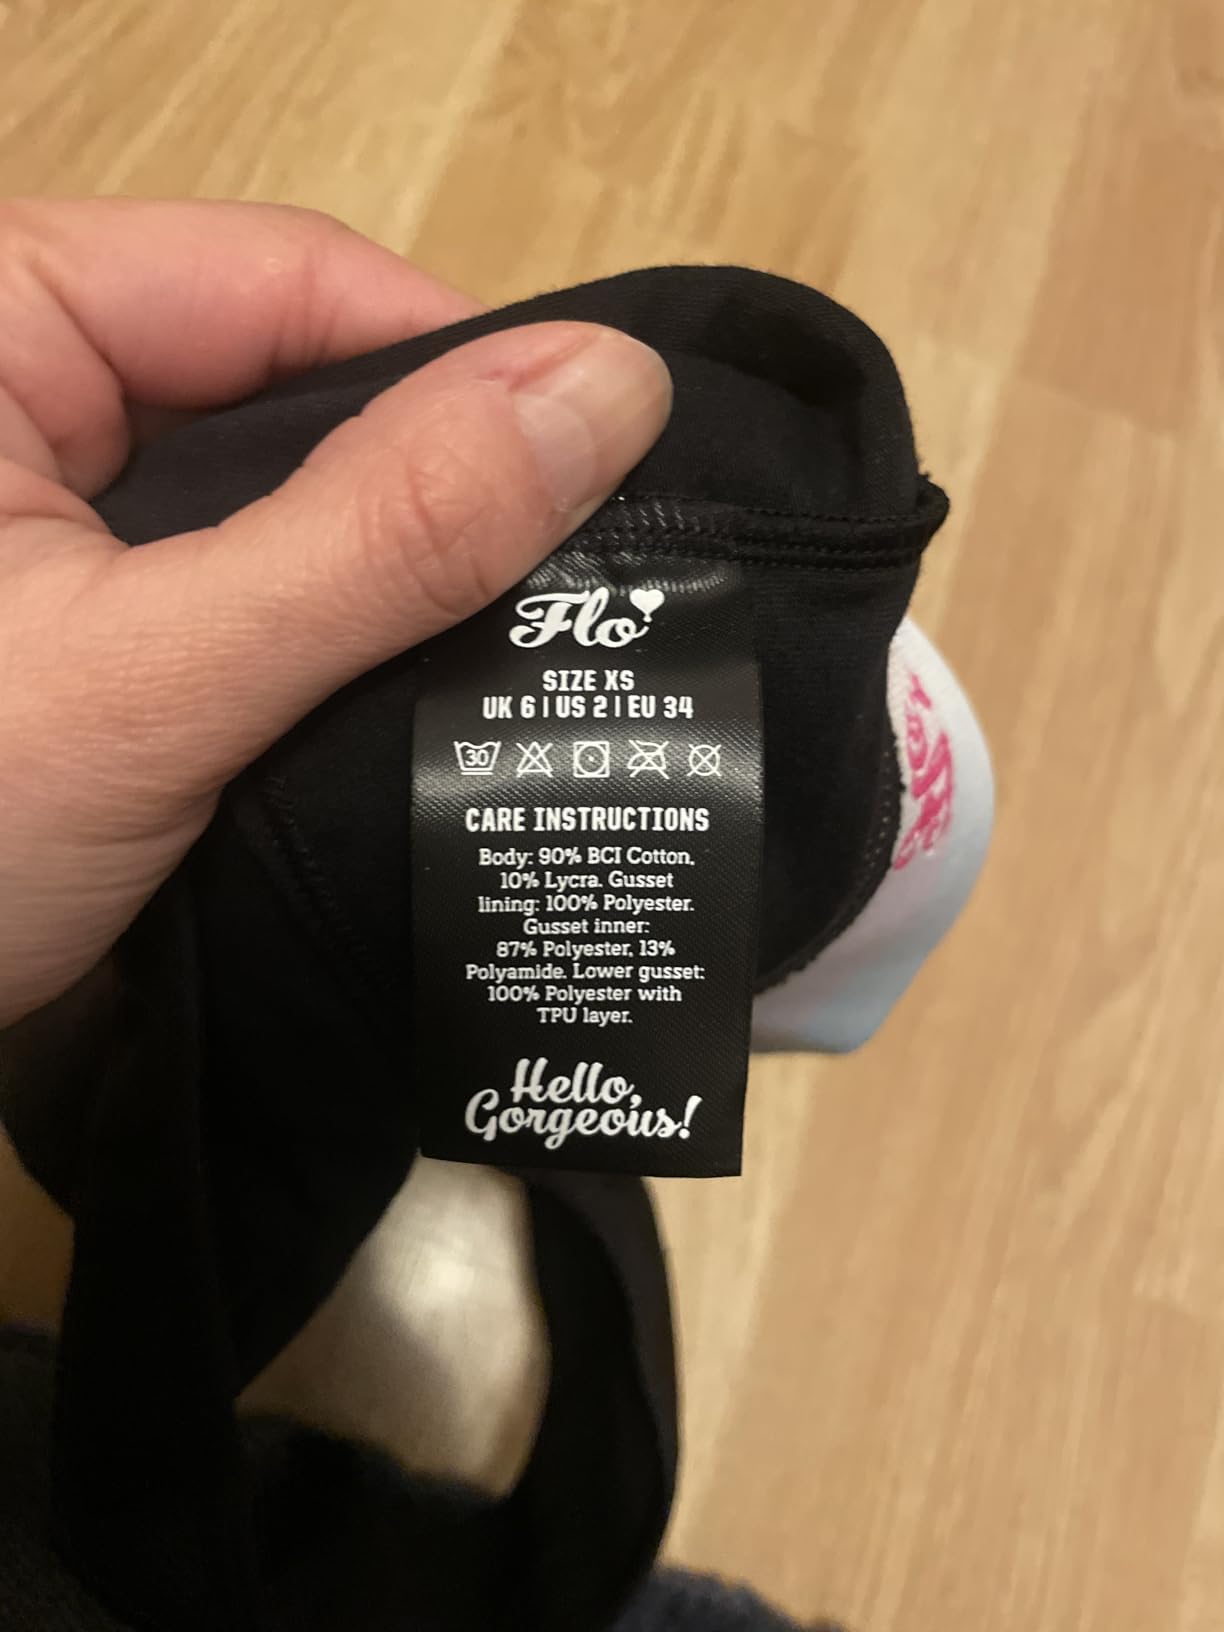 Flo
SIZE XS
UK 6 | US 2 | EU 34
30
CARE INSTRUCTIONS
Body: 90% BCI Cotton,
10% Lycra. Gusset
lining: 100% Polyester.
Gusset inner:
87% Polyester, 13%
Polyamide. Lower gusset:
100% Polyester with
TPU layer.
Hello,
Gorgeous!